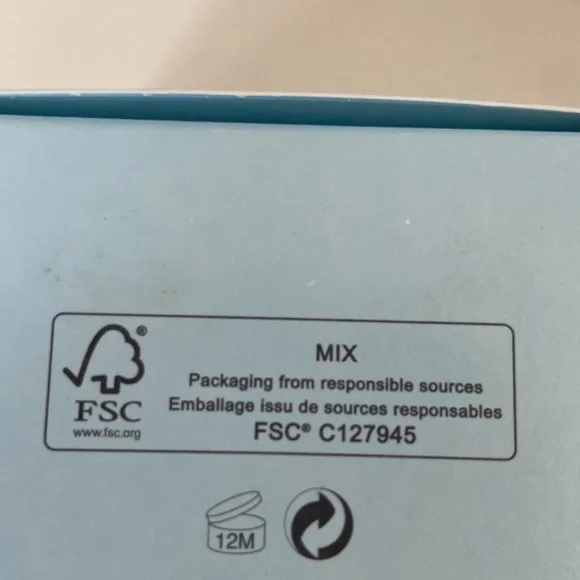 MIX
Packaging from responsible sources
Emballage issu de sources responsables
FSC® C127945
®
FSC
www.fsc.org
12M